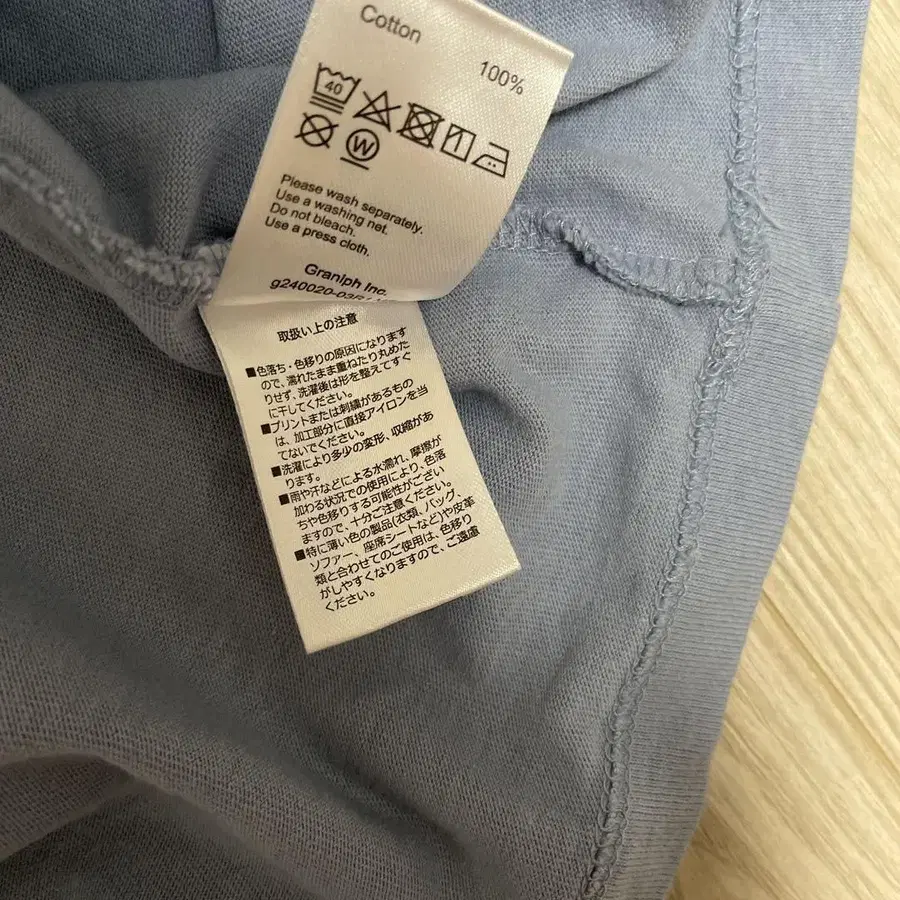 Cotton
100%
40
W
Please wash separately.
Use a washing net.
Do not bleach.
Use a press cloth.
Graniph Inc.
取扱い上の注意
■色落ち・色移りの原因になります
ので、濡れたまま重ねたり丸めた
りせず、洗濯後は形を整えてすぐ
に干してください。
■プリントまたは刺繍があるもの
は、加工部分に直接アイロンを当
てないでください。
■洗濯により多少の変形、収縮があ
ります。
■雨や汗などによる水濡れ、摩擦が
加わる状況での使用により、色落
ちや色移りする可能性がござい
ますので、十分ご注意ください。
■特に薄い色の製品(衣類、バッグ、
ソファー、座席シートなど)や皮革
類と合わせてのご使用は、色移り
がしやすくなりますので、ご遠慮
ください。